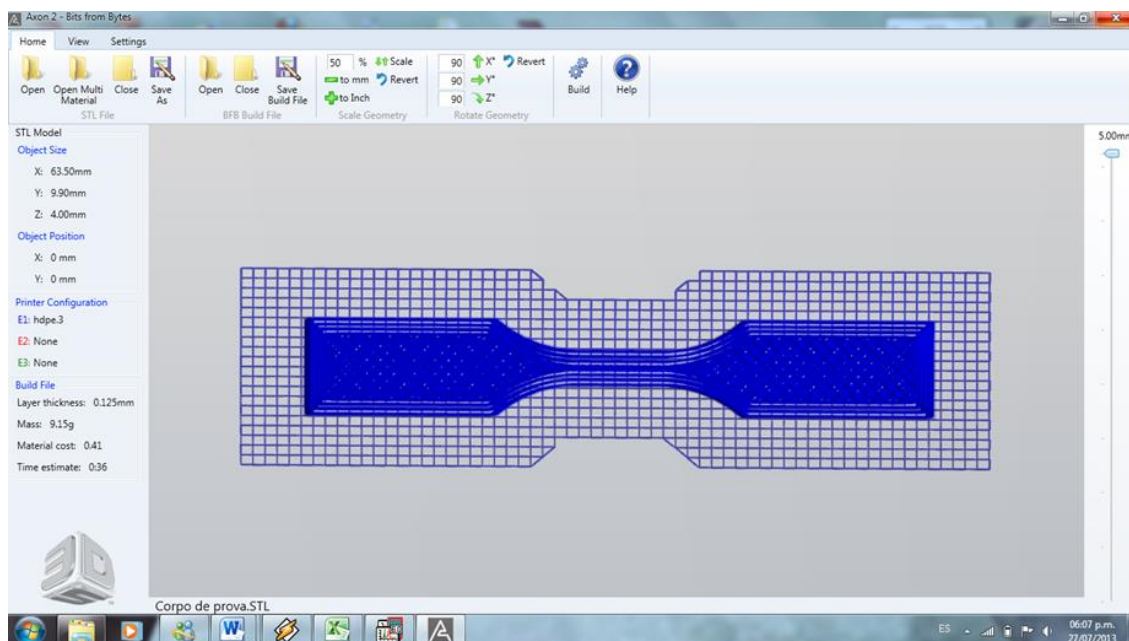 Axon 2 - Bits from Bytes
Home View Settings
50 % Scale 90 X° Revert
to mm Revert 90 Y°
Open Open Multi Material Close Save As Open Close Save Build File to Inch 90 Z° Build Help
STL File BFB Build File Scale Geometry Rotate Geometry
STL Model
5.00mm
Object Size
X: 63.50mm
Y: 9.90mm
Z: 4.00mm
Object Position
X: 0 mm
Y: 0 mm
Printer Configuration
E1: hdpe.3
E2: None
E3: None
Build File
Layer thickness: 0.125mm
Mass: 9.15g
Material cost: 0.41
Time estimate: 0:36
Corpo de prova.STL
ES 06:07 p.m.
27/07/2013